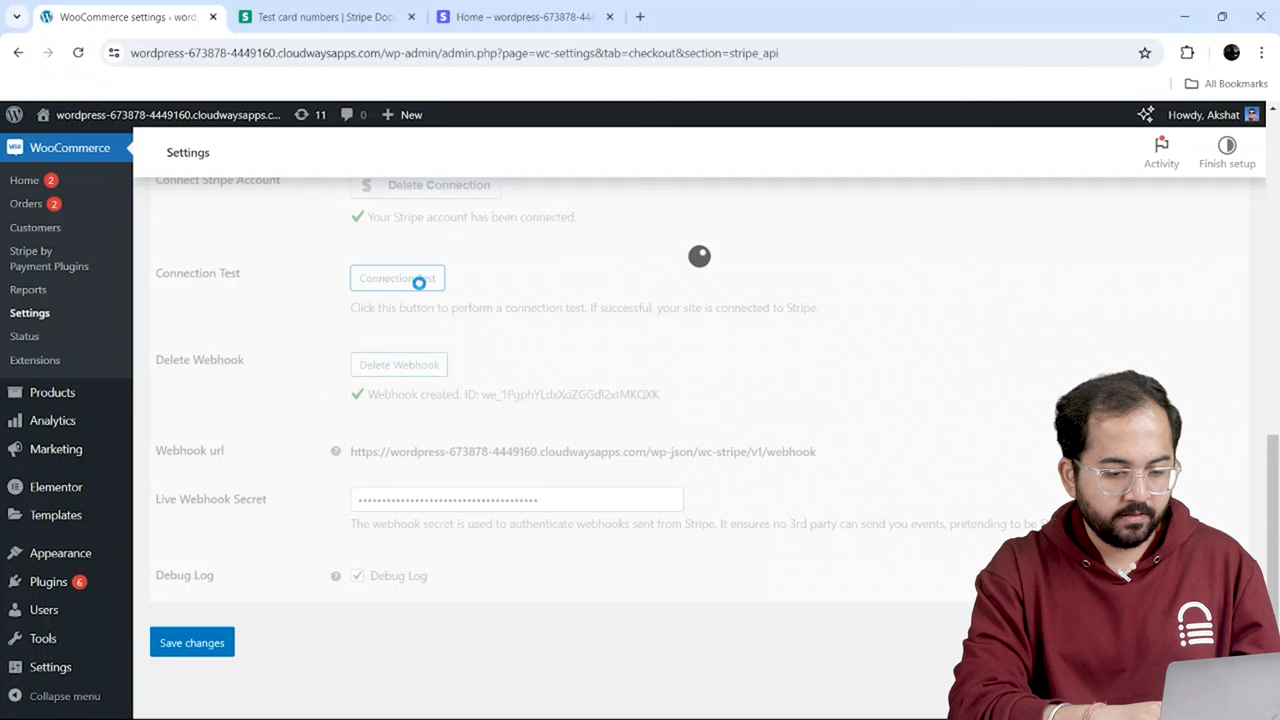 WooCommerce settings ‹ word
Test card numbers | Stripe Docu
Home – wordpress-673878-44
wordpress-673878-4449160.cloudwaysapps.com/wp-admin/admin.php?page=wc-settings&tab=checkout&section=stripe_api
All Bookmarks
wordpress-673878-4449160.cloudwaysapps.c... 11 0 New
Howdy, Akshat
WooCommerce
Settings
Activity
Finish setup
Home 2
Orders 2
Customers
Stripe by
Payment Plugins
Reports
Settings
Status
Extensions
Products
Analytics
Marketing
Elementor
Templates
Appearance
Plugins 6
Users
Tools
Settings
Collapse menu
Connect Stripe Account
Delete Connection
Your Stripe account has been connected.
Connection Test
Connection Test
Click this button to perform a connection test. If successful, your site is connected to Stripe.
Delete Webhook
Delete Webhook
Webhook created. ID: we_1PgphYLdxXoZGGdl2xtMKQXK
Webhook url
https://wordpress-673878-4449160.cloudwaysapps.com/wp-json/wc-stripe/v1/webhook
Live Webhook Secret
The webhook secret is used to authenticate webhooks sent from Stripe. It ensures no 3rd party can send you events, pretending to be
Debug Log
Debug Log
Save changes